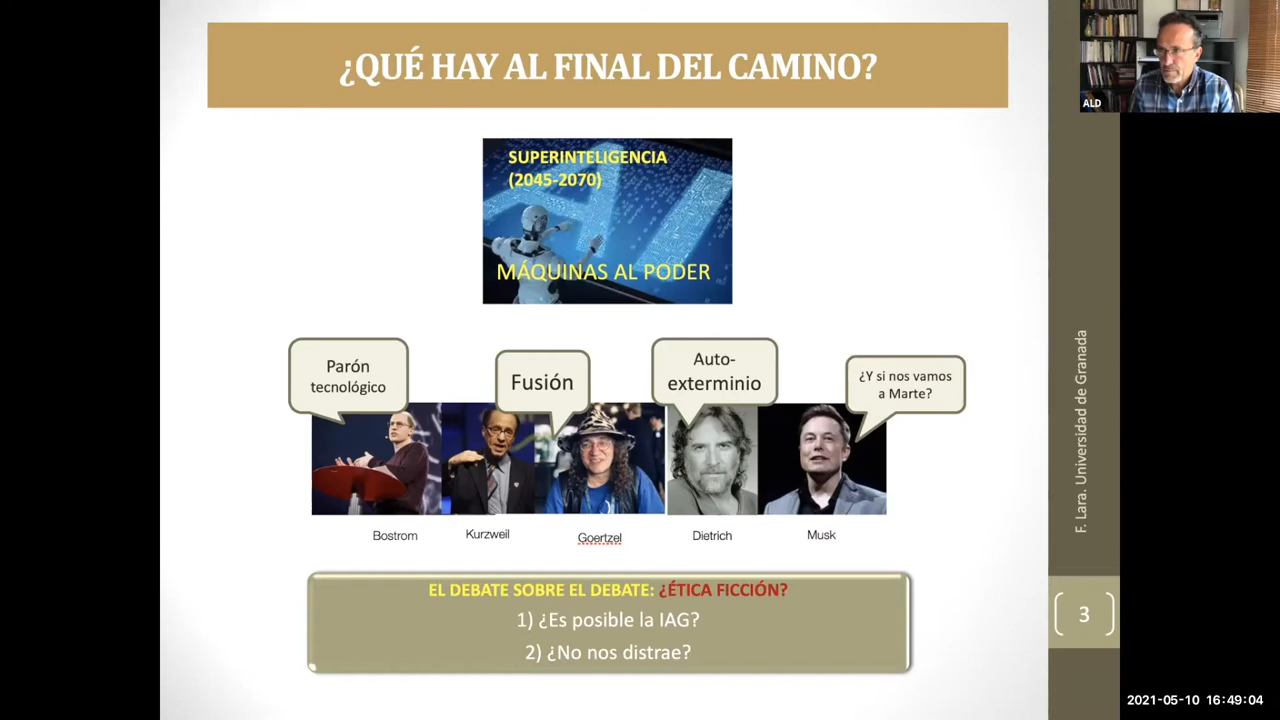 ¿QUÉ HAY AL FINAL DEL CAMINO?
ALD
SUPERINTELIGENCIA
(2045-2070)
MÁQUINAS AL PODER
Parón
tecnológico
Fusión
Auto-
exterminio
¿Y si nos vamos
a Marte?
Bostrom
Kurzweil
Goertzel
Dietrich
Musk
EL DEBATE SOBRE EL DEBATE: ¿ÉTICA FICCIÓN?
1) ¿Es posible la IAG?
2) ¿No nos distrae?
F. Lara. Universidad de Granada
3
2021-05-10 16:49:04